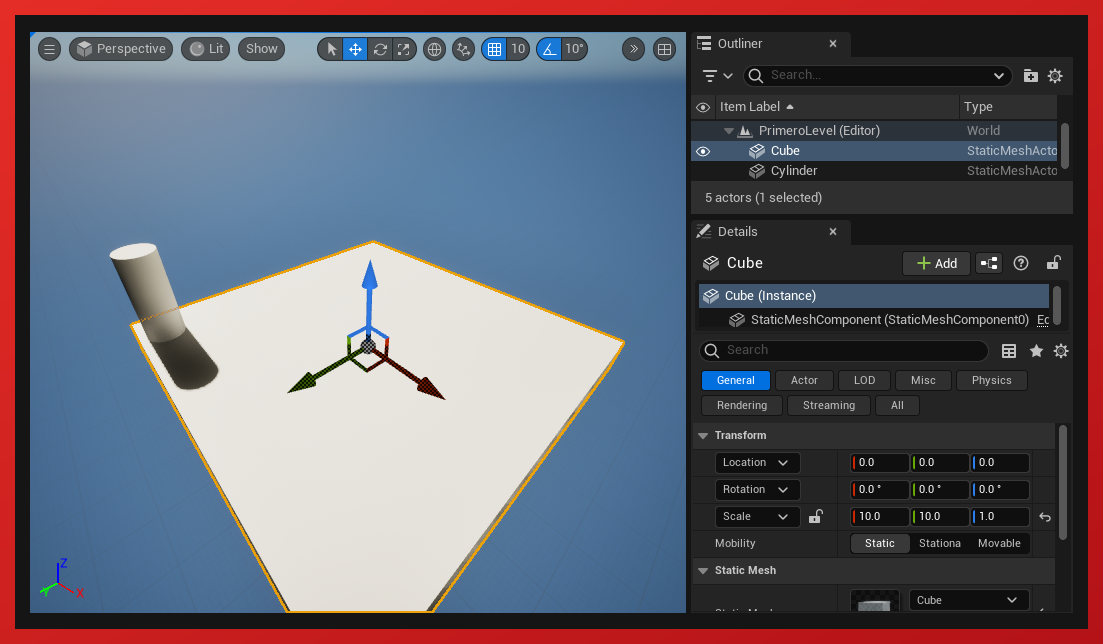 Perspective Lit Show 10 10°
Z
Y X
Outliner
Search...
Item Label Type
PrimeroLevel (Editor) World
Cube StaticMeshActo
Cylinder StaticMeshActo
5 actors (1 selected)
Details
Cube Add
Cube (Instance)
StaticMeshComponent (StaticMeshComponent0) Ec
Search
General Actor LOD Misc Physics
Rendering Streaming All
Transform
Location 0.0 0.0 0.0
Rotation 0.0 ° 0.0 ° 0.0 °
Scale 10.0 10.0 1.0
Mobility Static Stationa Movable
Static Mesh
Cube